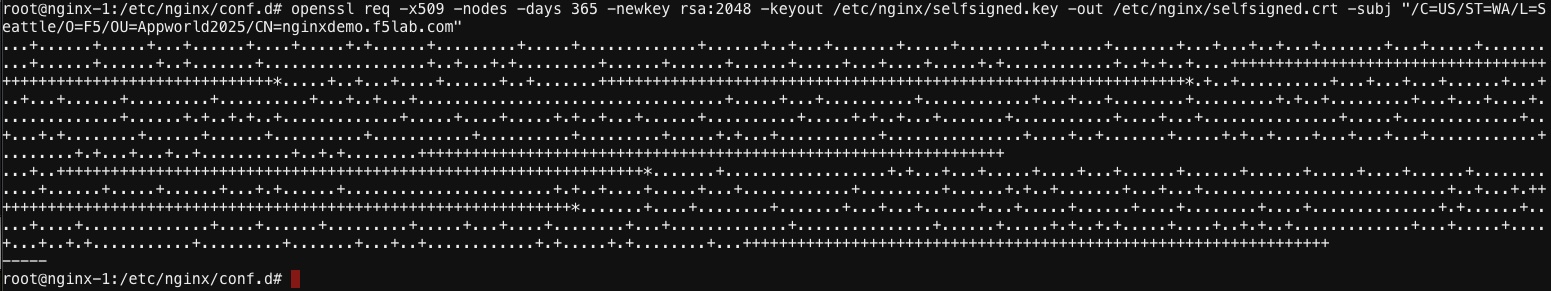 root@nginx-1:/etc/nginx/conf.d# openssl req -x509 -nodes -days 365 -newkey rsa:2048 -keyout /etc/nginx/selfsigned.key -out /etc/nginx/selfsigned.crt -subj "/C=US/ST=WA/L=S
eattle/O=F5/OU=Appworld2025/CN=nginxdemo.f5lab.com"
-----
root@nginx-1:/etc/nginx/conf.d#